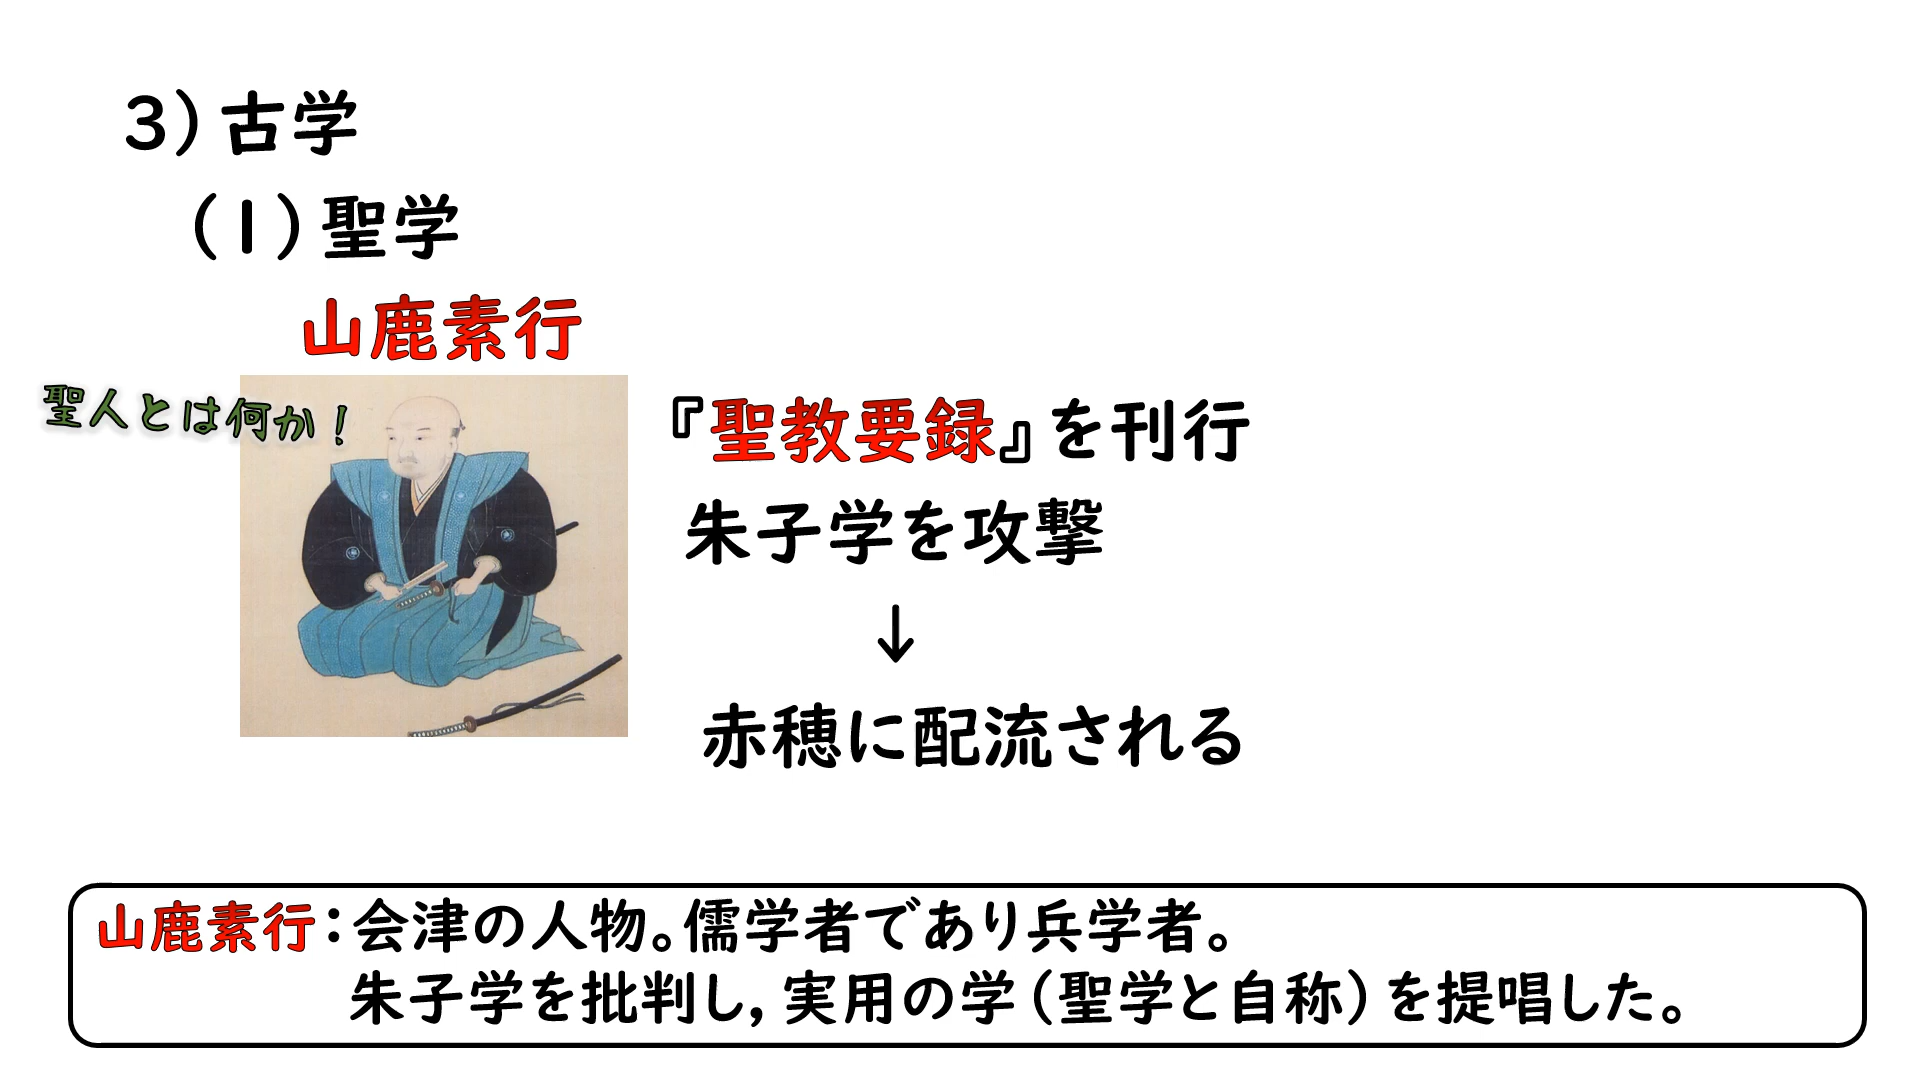 3）古学
（1）聖学
山鹿素行
聖人とは何か！
『聖教要録』を刊行
朱子学を攻撃
↓
赤穂に配流される
山鹿素行：会津の人物。儒学者であり兵学者。
朱子学を批判し，実用の学（聖学と自称）を提唱した。